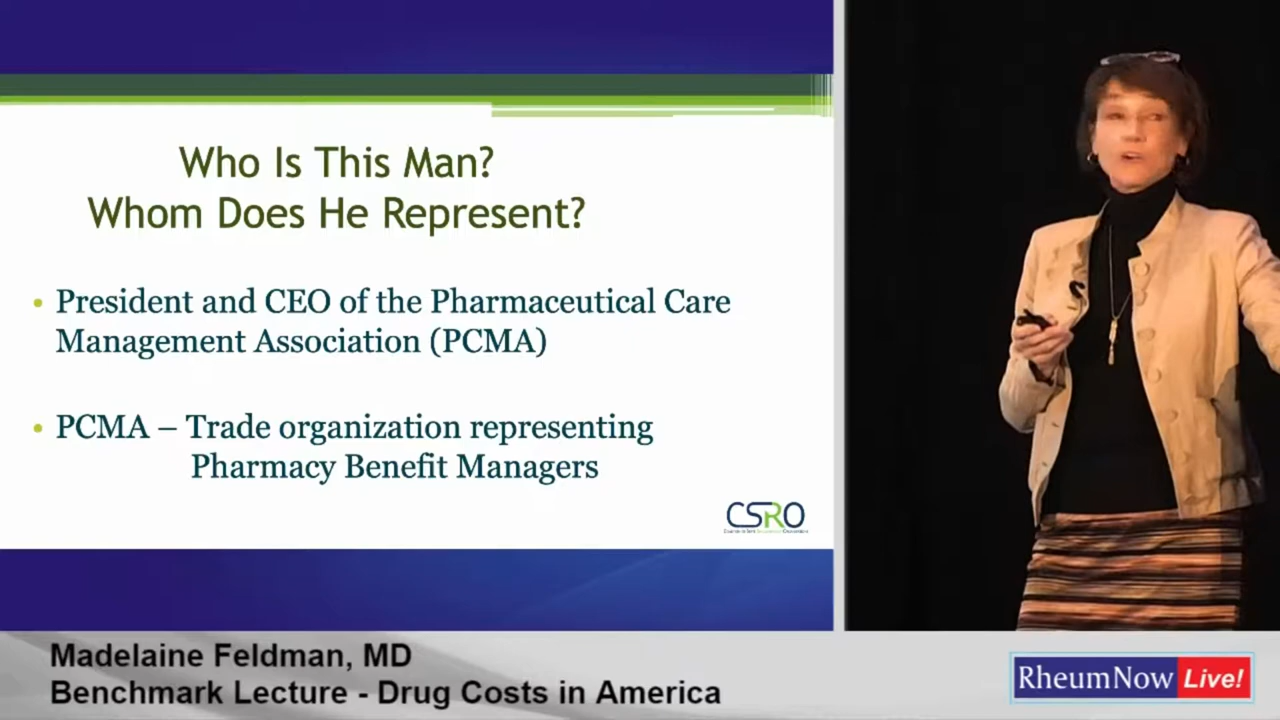 Who Is This Man?
Whom Does He Represent?
• President and CEO of the Pharmaceutical Care
Management Association (PCMA)
• PCMA – Trade organization representing
Pharmacy Benefit Managers
CSRO
Madelaine Feldman, MD
Benchmark Lecture - Drug Costs in America
RheumNow Live!